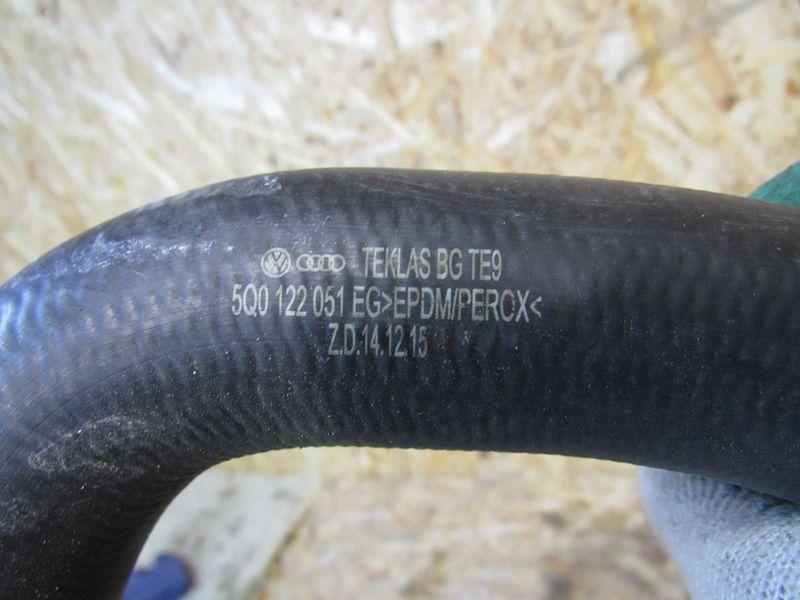 TEKLAS BG TE9
5Q0 122 051 EG>EPDM/PEROX<
Z.D.14.12.15